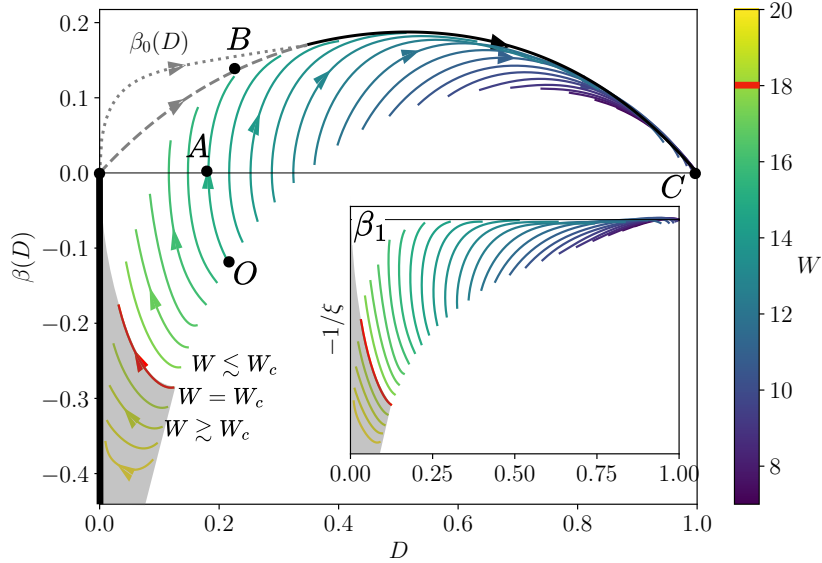 0.2
0.1
0.0
−0.1
−0.2
−0.3
−0.4
β(D)
β₀(D)
B
A
O
C
W ≲ W_c
W = W_c
W ≳ W_c
0.0 0.2 0.4 0.6 0.8 1.0
D
β₁
−1/ξ
0.00 0.25 0.50 0.75 1.00
20
18
16
14
12
10
8
W